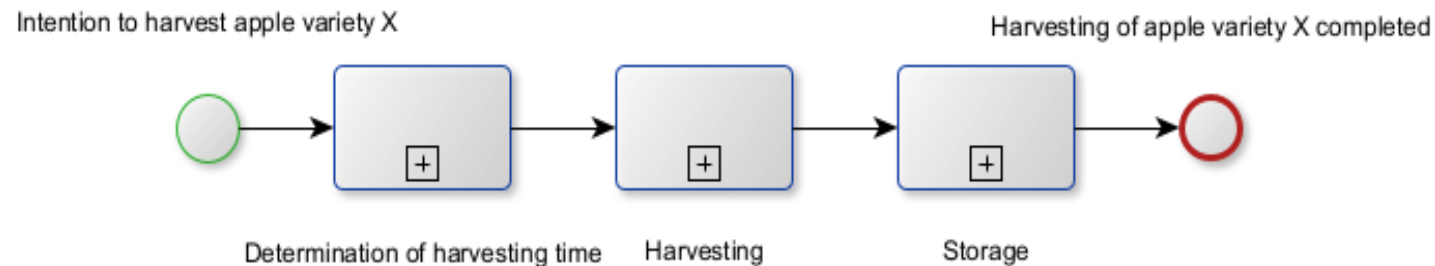 Intention to harvest apple variety X
Harvesting of apple variety X completed
+
+
+
Determination of harvesting time
Harvesting
Storage